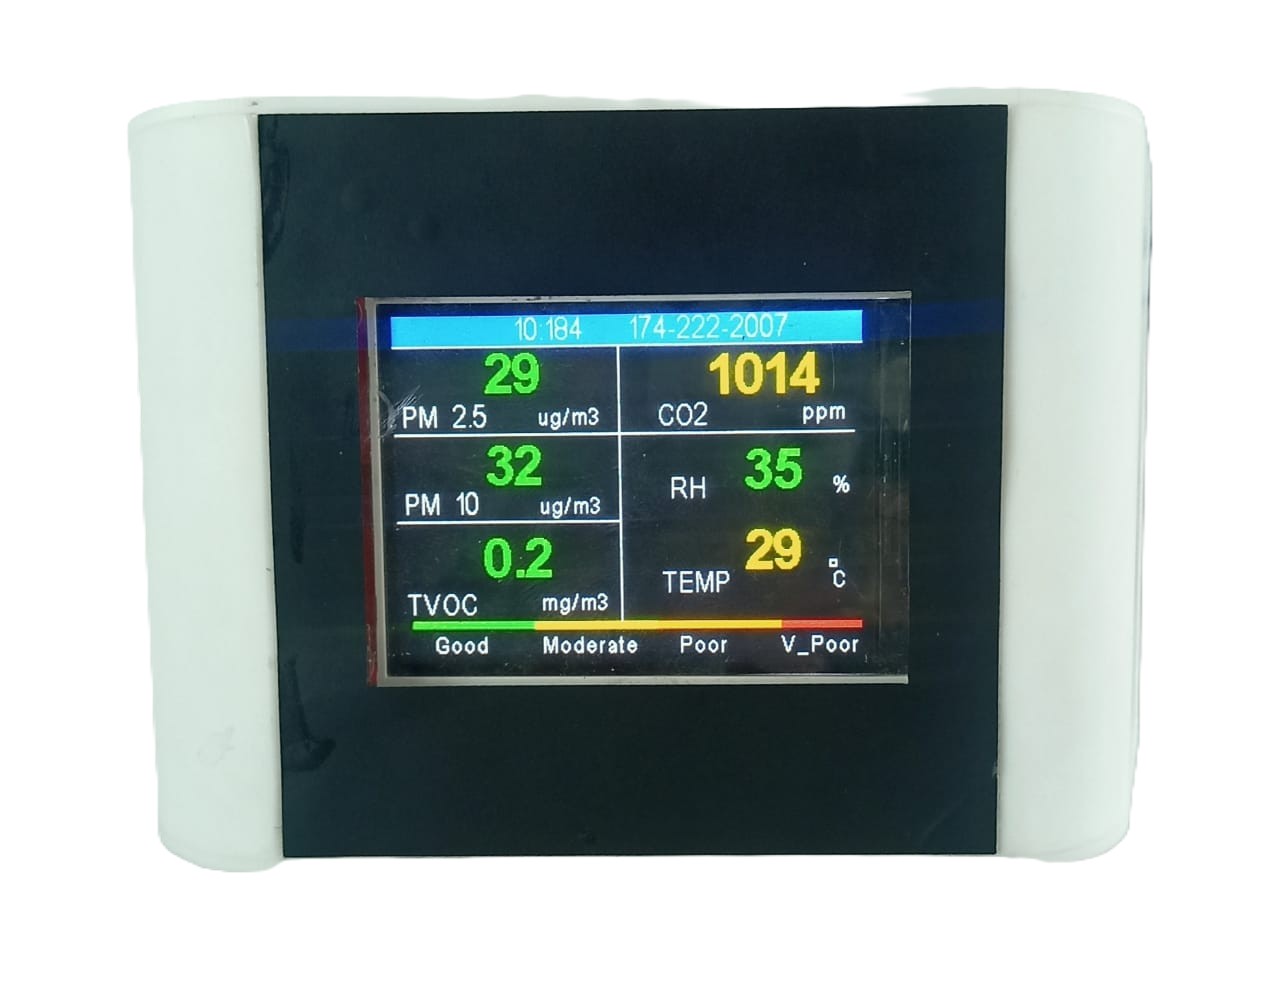 10:184 174-222-2007
29
PM 2.5 ug/m3
1014
CO2 ppm
32
PM 10 ug/m3
RH 35 %
0.2
TVOC mg/m3
TEMP 29 °C
Good Moderate Poor V_Poor